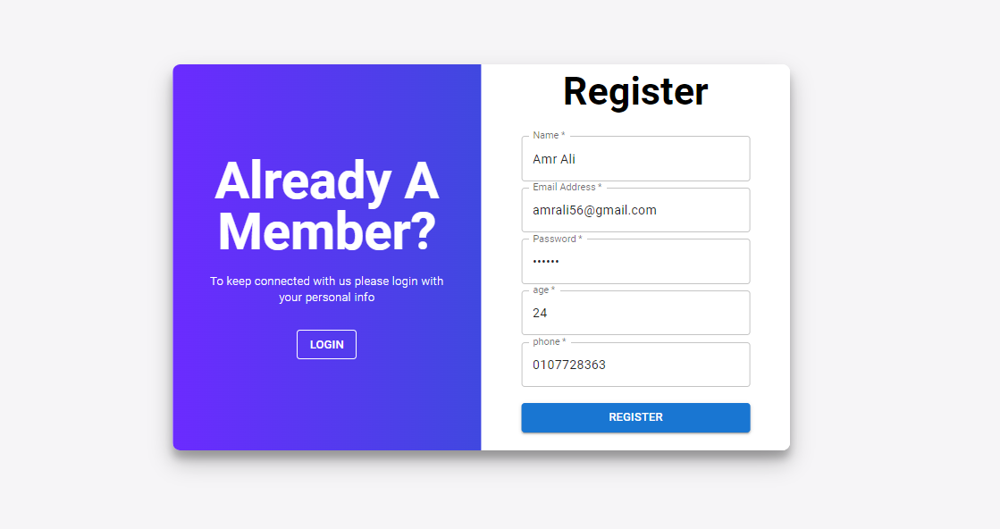 Already A
Member?
To keep connected with us please login with
your personal info
LOGIN
Register
Name *
Amr Ali
Email Address *
amrali56@gmail.com
Password *
••••••
age *
24
phone *
0107728363
REGISTER